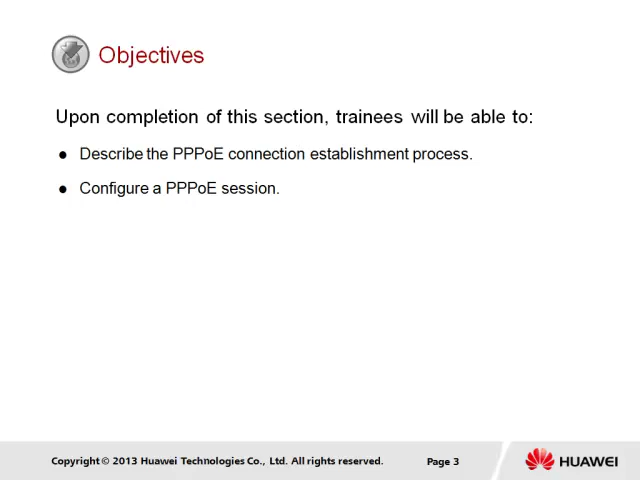 Objectives
Upon completion of this section, trainees will be able to:
● Describe the PPPoE connection establishment process.
● Configure a PPPoE session.
Copyright © 2013 Huawei Technologies Co., Ltd. All rights reserved.
Page 3
HUAWEI